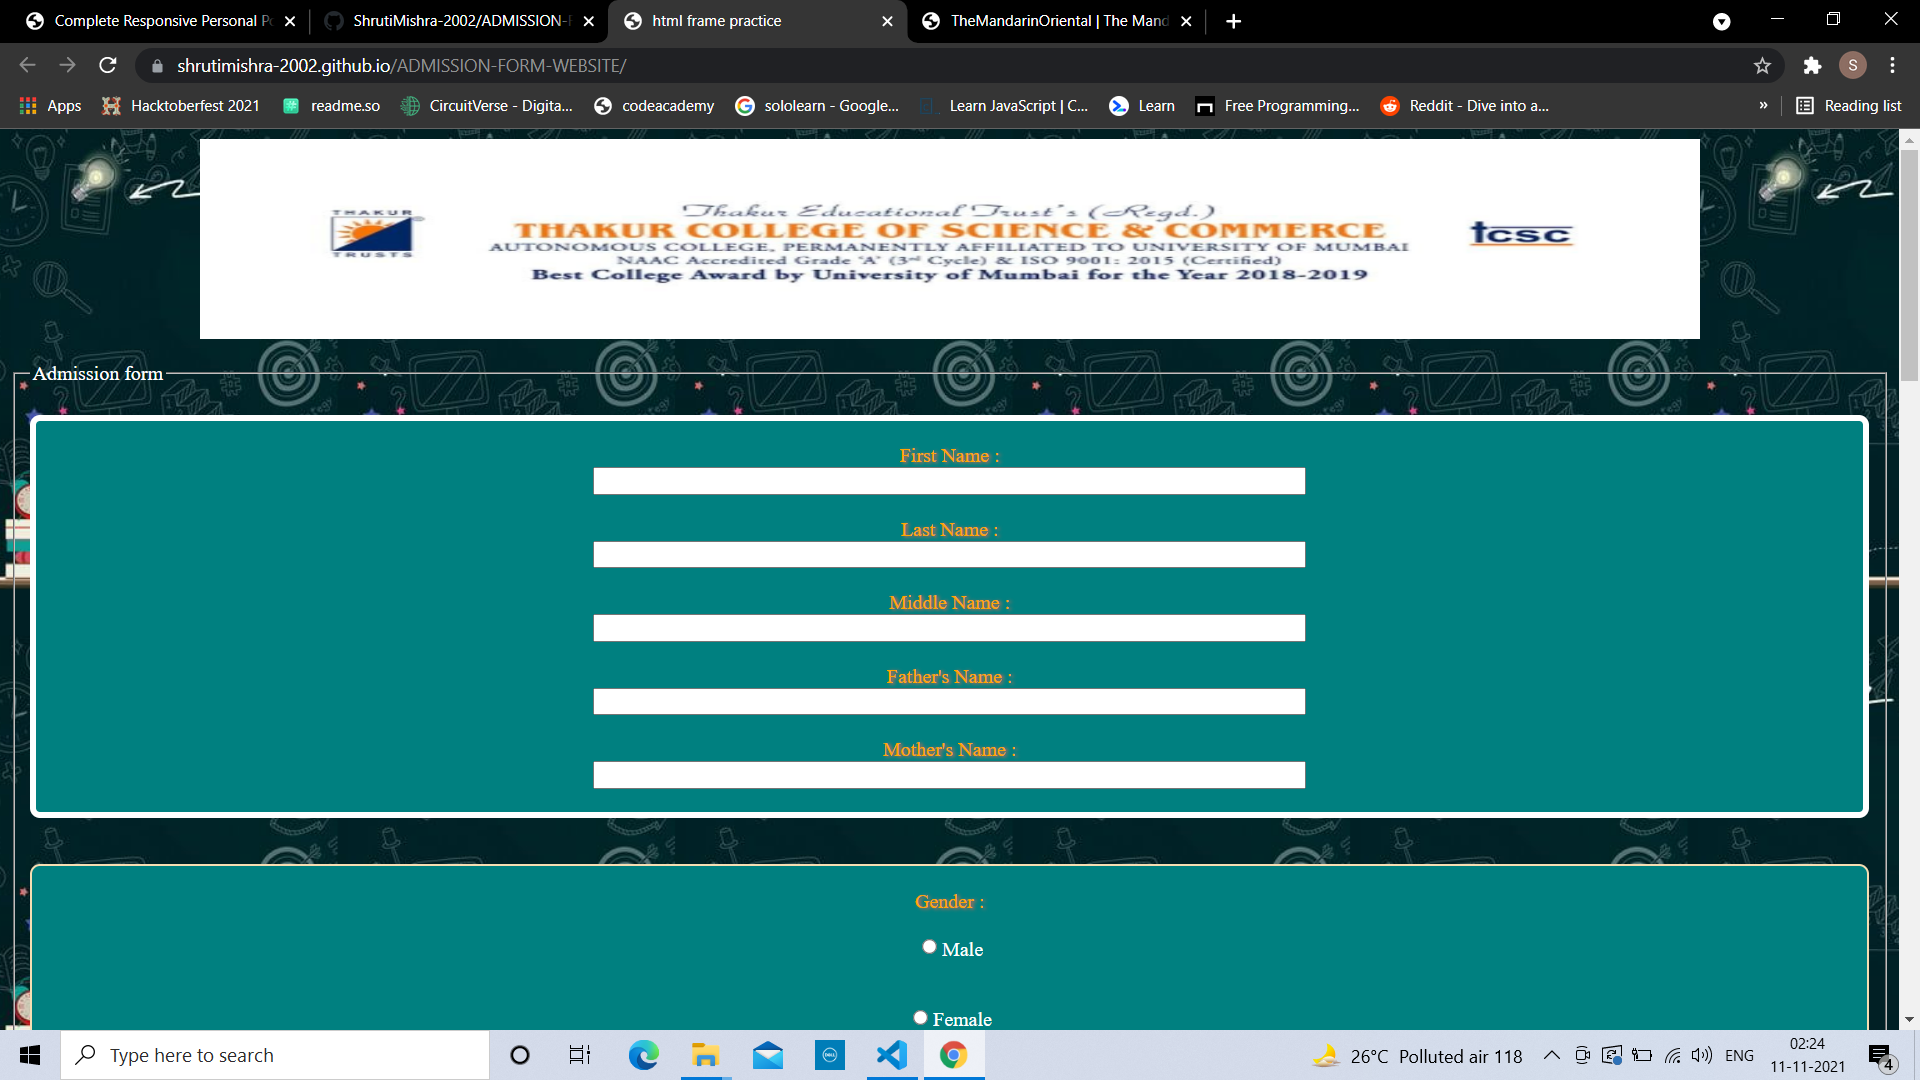 Complete Responsive Personal Po
ShrutiMishra-2002/ADMISSION-F
html frame practice
TheMandarinOriental | The Mand
shrutimishra-2002.github.io/ADMISSION-FORM-WEBSITE/
S
Apps
Hacktoberfest 2021
readme.so
CircuitVerse - Digita...
codeacademy
sololearn - Google...
Learn JavaScript | C...
Learn
Free Programming...
Reddit - Dive into a...
»
Reading list
THAKUR
TRUSTS
Thakur Educational Trust's (Regd.)
THAKUR COLLEGE OF SCIENCE & COMMERCE
AUTONOMOUS COLLEGE, PERMANENTLY AFFILIATED TO UNIVERSITY OF MUMBAI
NAAC Accredited Grade 'A' (3rd Cycle) & ISO 9001: 2015 (Certified)
Best College Award by University of Mumbai for the Year 2018-2019
tcsc
Admission form
First Name :
Last Name :
Middle Name :
Father's Name :
Mother's Name :
Gender :
Male
Female
Type here to search
DELL
26°C Polluted air 118
ENG
02:24
11-11-2021
4